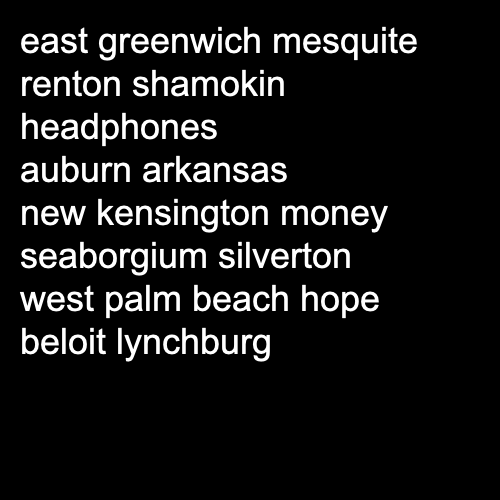 east greenwich mesquite
renton shamokin
headphones
auburn arkansas
new kensington money
seaborgium silverton
west palm beach hope
beloit lynchburg